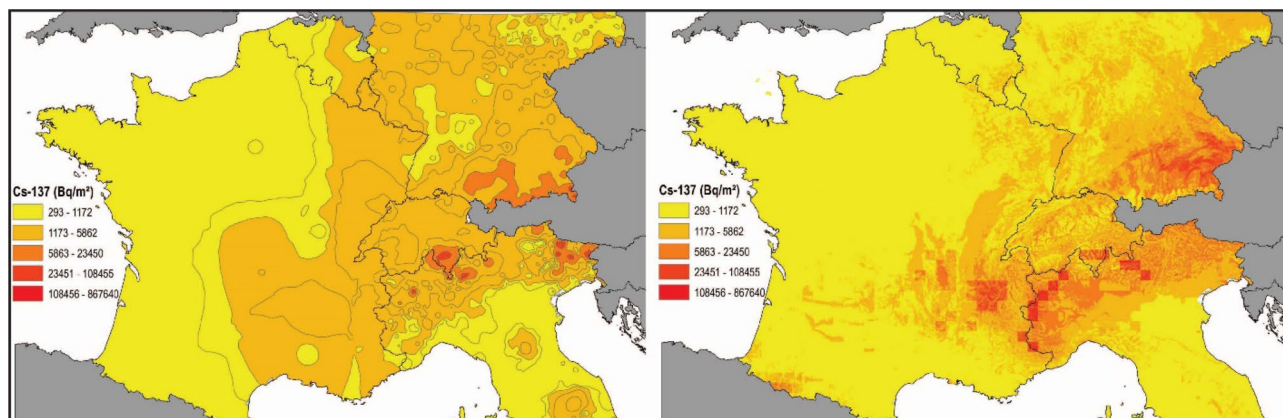 Cs-137 (Bq/m²)
293 - 1172
1173 - 5862
5863 - 23450
23451 - 108455
108456 - 867640
Cs-137 (Bq/m²)
293 - 1172
1173 - 5862
5863 - 23450
23451 - 108455
108456 - 867640